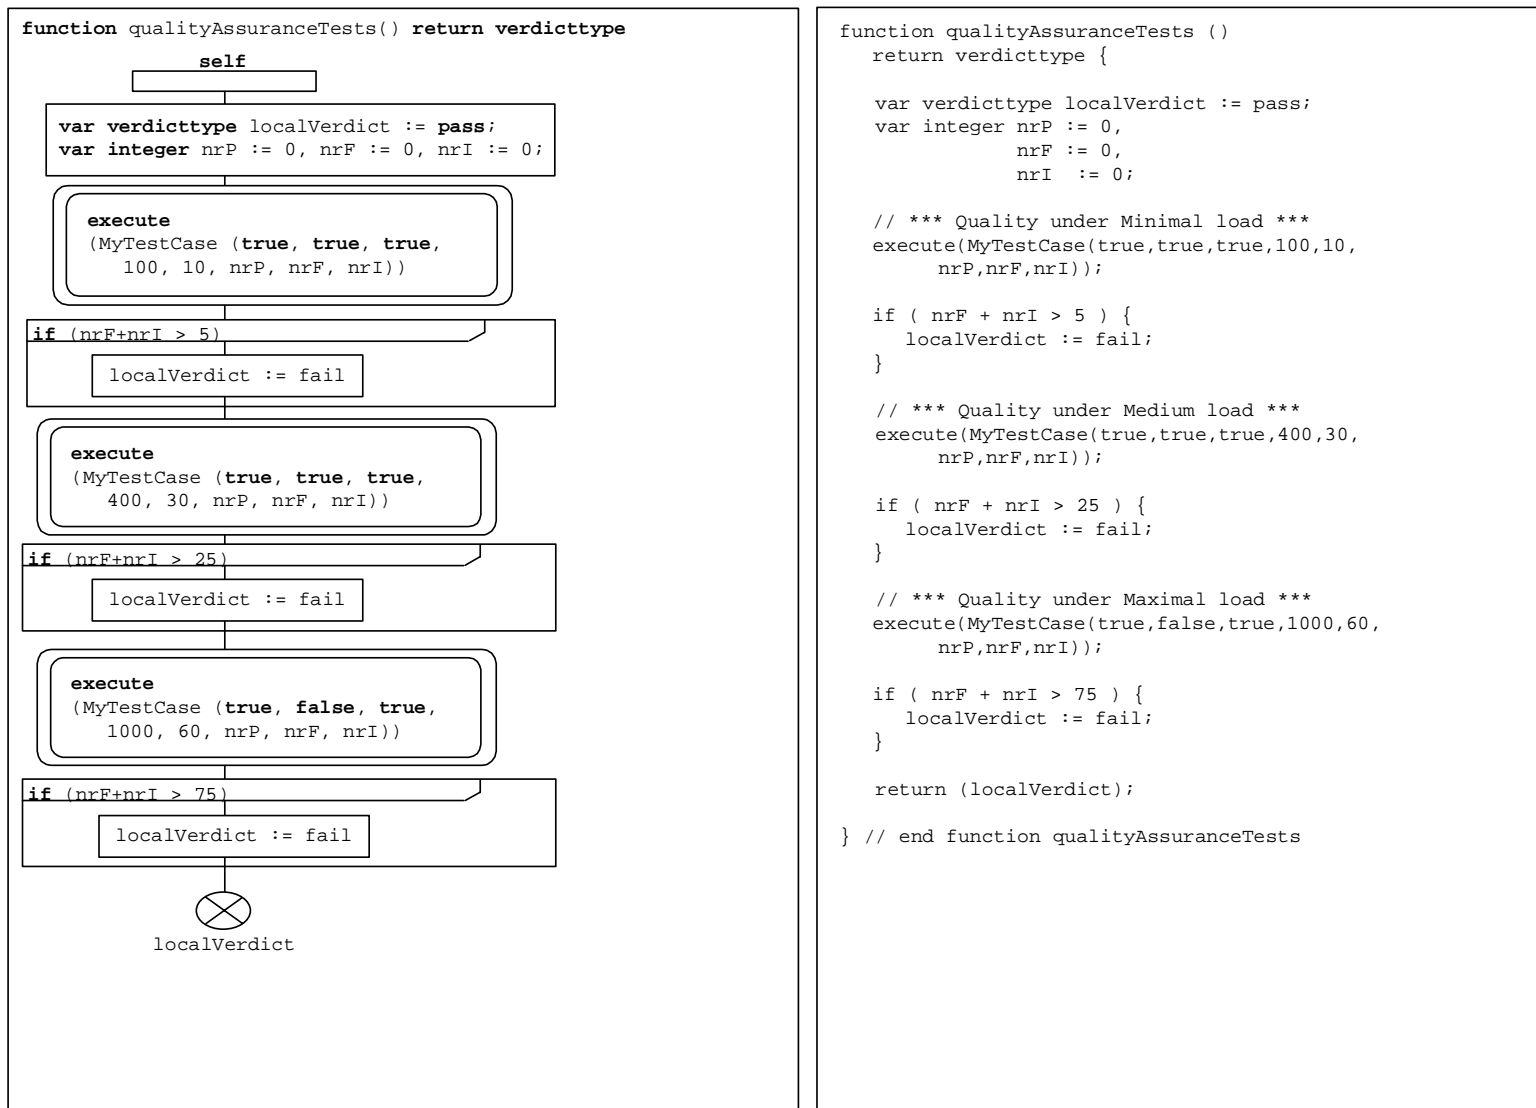 function qualityAssuranceTests() return verdicttype
self
var verdicttype localVerdict := pass;
var integer nrP := 0, nrF := 0, nrI := 0;
execute
(MyTestCase (true, true, true,
100, 10, nrP, nrF, nrI))
if (nrF+nrI > 5)
localVerdict := fail
execute
(MyTestCase (true, true, true,
400, 30, nrP, nrF, nrI))
if (nrF+nrI > 25)
localVerdict := fail
execute
(MyTestCase (true, false, true,
1000, 60, nrP, nrF, nrI))
if (nrF+nrI > 75)
localVerdict := fail
localVerdict
function qualityAssuranceTests ()
return verdicttype {
var verdicttype localVerdict := pass;
var integer nrP := 0,
nrF := 0,
nrI := 0;
// *** Quality under Minimal load ***
execute(MyTestCase(true,true,true,100,10,
nrP,nrF,nrI));
if ( nrF + nrI > 5 ) {
localVerdict := fail;
}
// *** Quality under Medium load ***
execute(MyTestCase(true,true,true,400,30,
nrP,nrF,nrI));
if ( nrF + nrI > 25 ) {
localVerdict := fail;
}
// *** Quality under Maximal load ***
execute(MyTestCase(true,false,true,1000,60,
nrP,nrF,nrI));
if ( nrF + nrI > 75 ) {
localVerdict := fail;
}
return (localVerdict);
} // end function qualityAssuranceTests